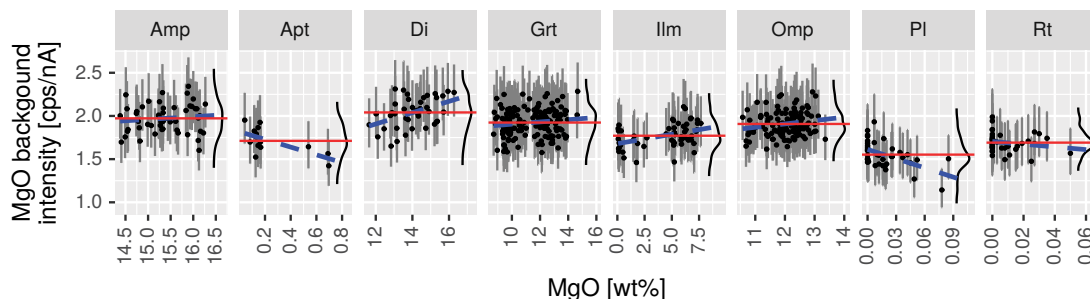 Amp Apt Di Grt Ilm Omp Pl Rt
MgO backgound
intensity [cps/nA]
2.5
2.0
1.5
1.0
14.5 15.0 15.5 16.0 16.5 0.2 0.4 0.6 0.8 12 14 16 10 12 14 16 0.0 2.5 5.0 7.5 11 12 13 14 0.00 0.03 0.06 0.09 0.00 0.02 0.04 0.06
MgO [wt%]